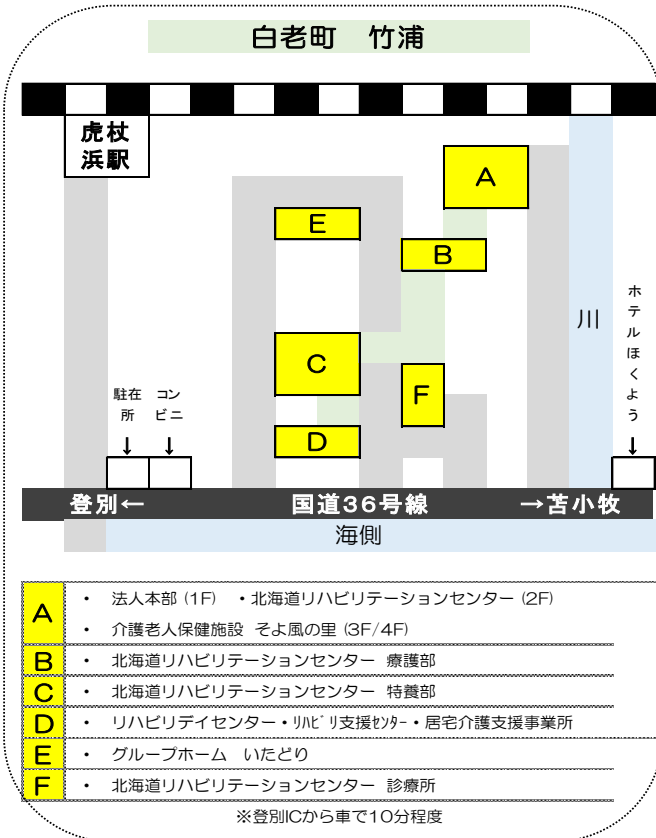 白老町　竹浦
虎杖
浜駅
A
E
B
川
ホテルほくよう
C
F
駐在
所
コン
ビニ
↓
↓
↓
D
登別←
国道36号線
→苫小牧
海側
A
・　法人本部 (1F)　・北海道リハビリテーションセンター (2F)
・　介護老人保健施設 そよ風の里 (3F/4F)
B ・　北海道リハビリテーションセンター 療護部
C ・　北海道リハビリテーションセンター 特養部
D ・　リハビリデイセンター・ﾘﾊﾋﾞﾘ支援ｾﾝﾀｰ・居宅介護支援事業所
E ・　グループホーム　いたどり
F ・　北海道リハビリテーションセンター 診療所
※登別ICから車で10分程度